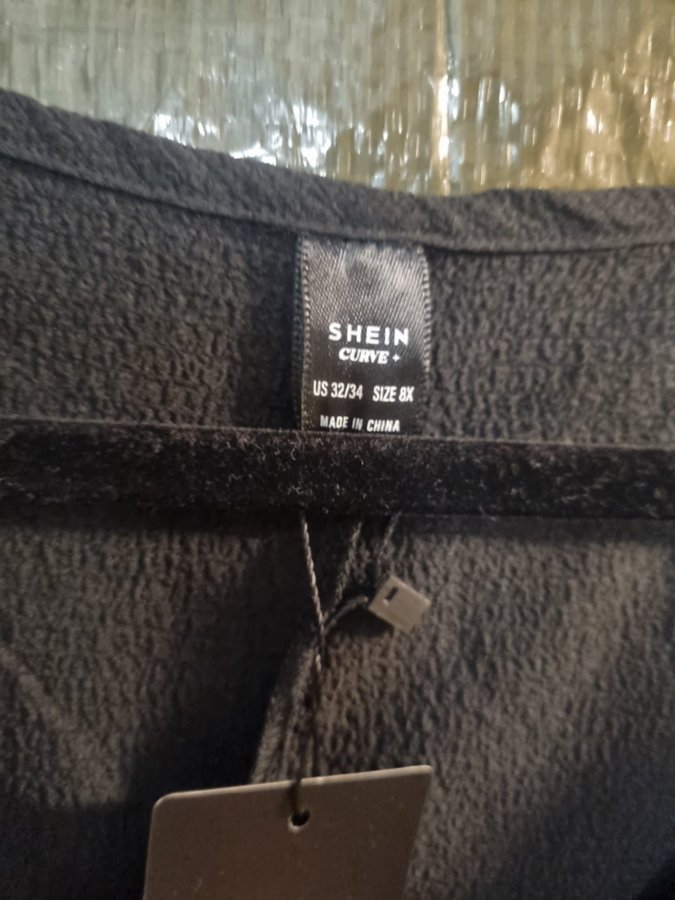 SHEIN
CURVE +
US 32/34 SIZE 8X
MADE IN CHINA